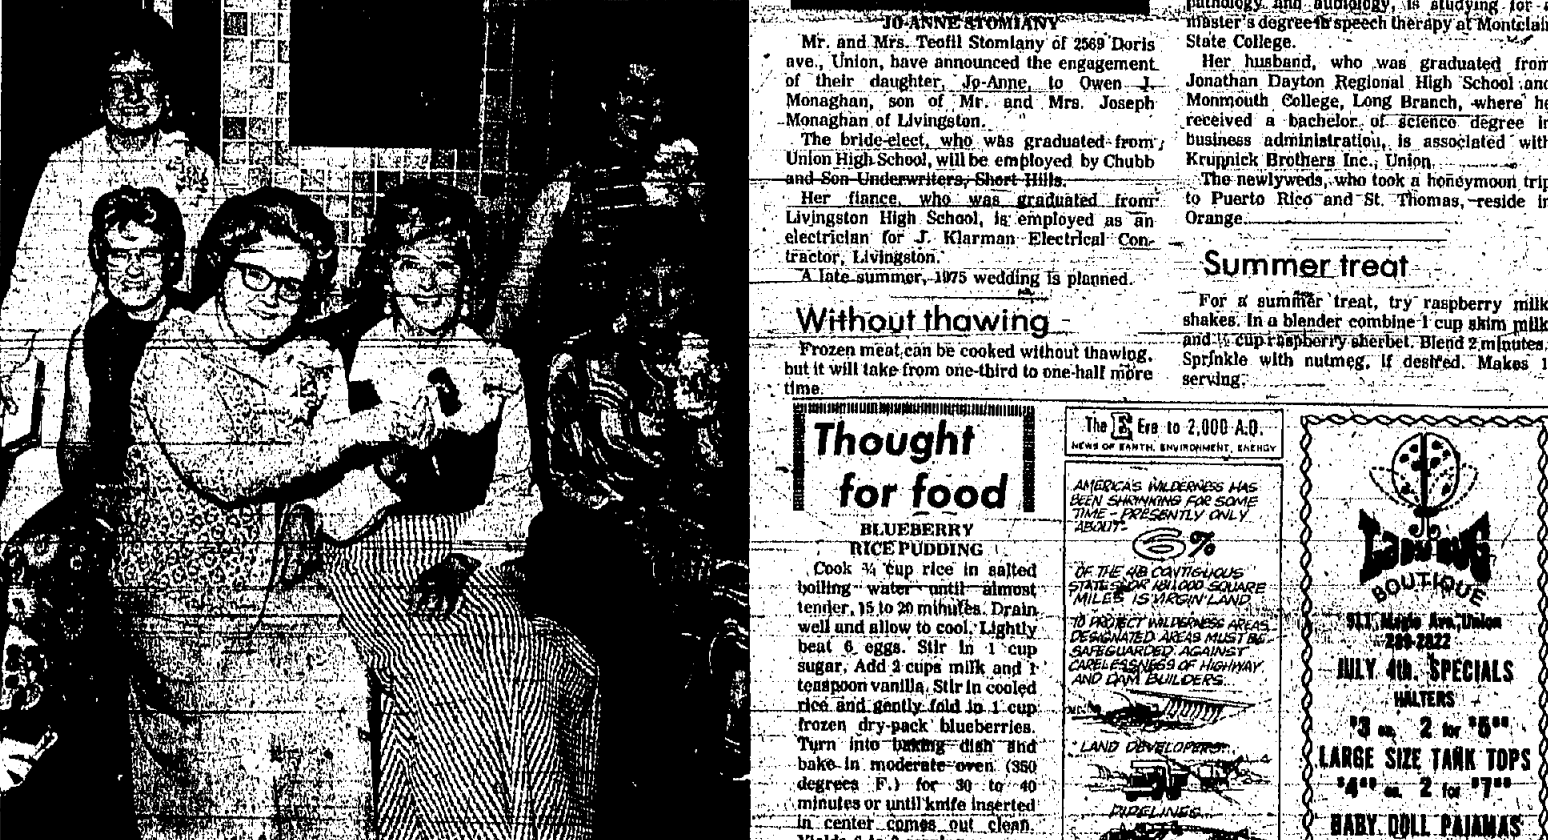 JO-ANNE STOMIANY
Mr. and Mrs. Teofil Stomiany of 2569 Doris
ave., Union, have announced the engagement
of their daughter, Jo-Anne, to Owen J.
Monaghan, son of Mr. and Mrs. Joseph
Monaghan of Livingston.
The bride-elect, who was graduated from
Union High School, will be employed by Chubb
and Son Underwriters, Short Hills.
Her fiance, who was graduated from
Livingston High School, is employed as an
electrician for J. Klarman Electrical Con-
tractor, Livingston.
A late summer, 1975 wedding is planned.
Without thawing
Frozen meat can be cooked without thawing,
but it will take from one-third to one-half more
time.
Thought
for food
BLUEBERRY
RICE PUDDING
Cook ¾ cup rice in salted
boiling water until almost
tender, 15 to 20 minutes. Drain
well and allow to cool. Lightly
beat 6 eggs. Stir in 1 cup
sugar. Add 2 cups milk and 1
teaspoon vanilla. Stir in cooled
rice and gently fold in 1 cup
frozen dry-pack blueberries.
Turn into baking dish and
bake in moderate oven (350
degrees F.) for 30 to 40
minutes or until knife inserted
in center comes out clean.
pathology and audiology, is studying for a
master's degree in speech therapy at Montclair
State College.
Her husband, who was graduated from
Jonathan Dayton Regional High School and
Monmouth College, Long Branch, where he
received a bachelor of science degree in
business administration, is associated with
Krupnick Brothers Inc., Union.
The newlyweds, who took a honeymoon trip
to Puerto Rico and St. Thomas, reside in
Orange.
Summer treat
For a summer treat, try raspberry milk
shakes. In a blender combine 1 cup skim milk
and ½ cup raspberry sherbet. Blend 2 minutes.
Sprinkle with nutmeg, if desired. Makes 1
serving.
The E Era to 2,000 A.D.
NEWS OF EARTH, ENVIRONMENT, ENERGY
AMERICA'S WILDERNESS HAS
BEEN SHRINKING FOR SOME
TIME - PRESENTLY ONLY
ABOUT
6%
OF THE 48 CONTIGUOUS
STATES OR SQUARE
MILES IS VIRGIN LAND
TO PROTECT WILDERNESS AREAS
DESIGNATED AREAS MUST BE
SAFEGUARDED AGAINST
CARELESSNESS OF HIGHWAY
AND DAM BUILDERS.
LAND DEVELOPERS...
PIPELINES...
Lady Bug
BOUTIQUE
Ave., Union
JULY 4th. SPECIALS
HALTERS
$3 ea. 2 for $5
LARGE SIZE TANK TOPS
$4 ea. 2 for $7
BABY DOLL PAJAMAS